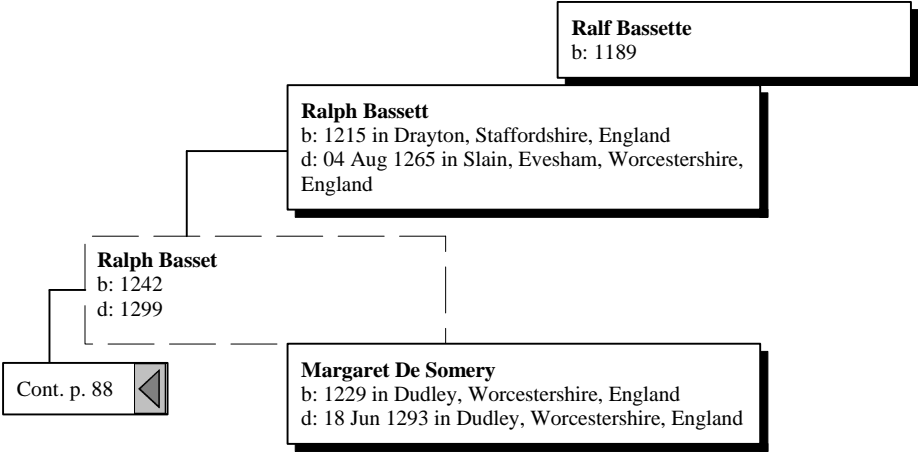 Ralf Bassette
b: 1189
Ralph Bassett
b: 1215 in Drayton, Staffordshire, England
d: 04 Aug 1265 in Slain, Evesham, Worcestershire,
England
Ralph Basset
b: 1242
d: 1299
Cont. p. 88
Margaret De Somery
b: 1229 in Dudley, Worcestershire, England
d: 18 Jun 1293 in Dudley, Worcestershire, England